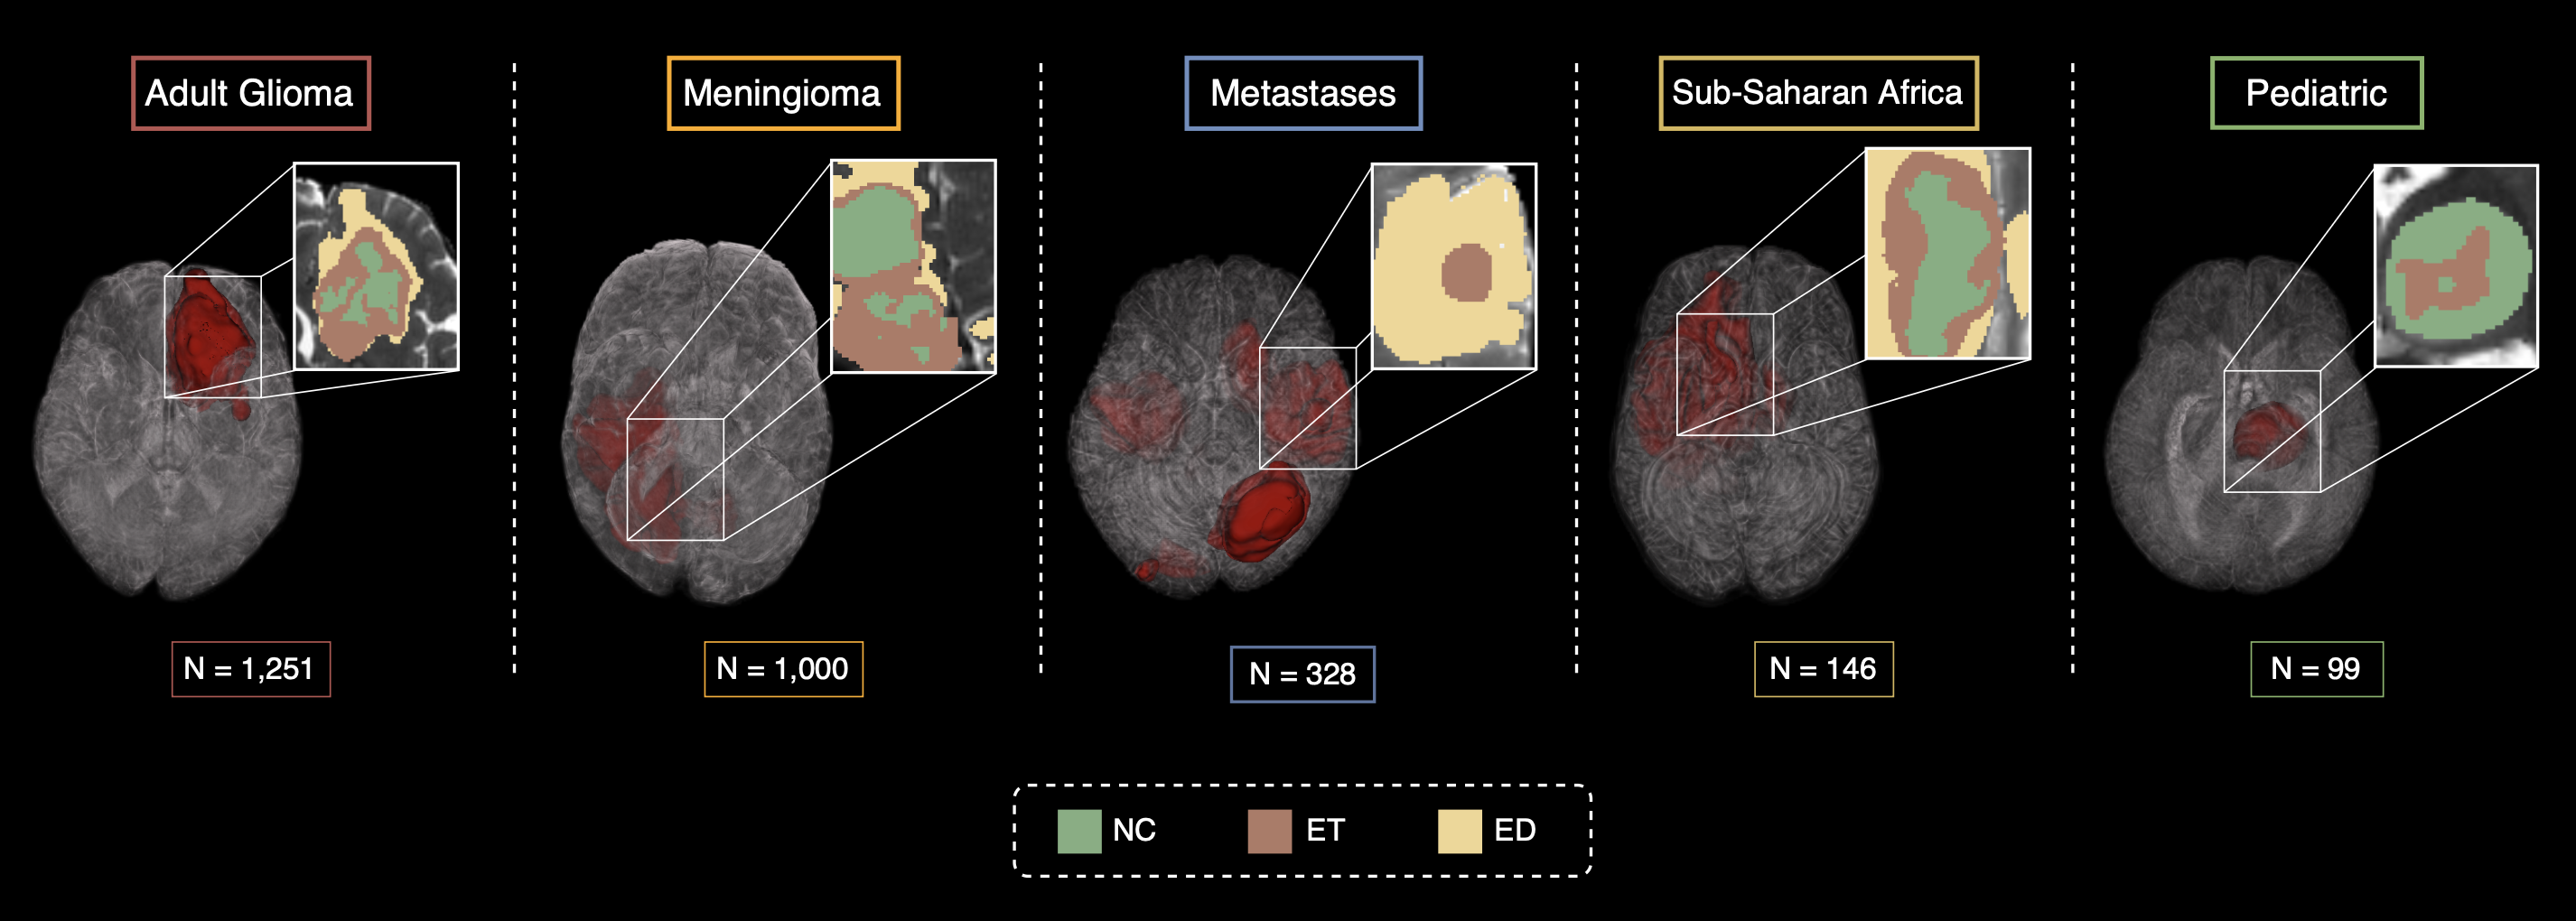 Adult Glioma
Meningioma
Metastases
Sub-Saharan Africa
Pediatric
N = 1,251
N = 1,000
N = 328
N = 146
N = 99
NC
ET
ED